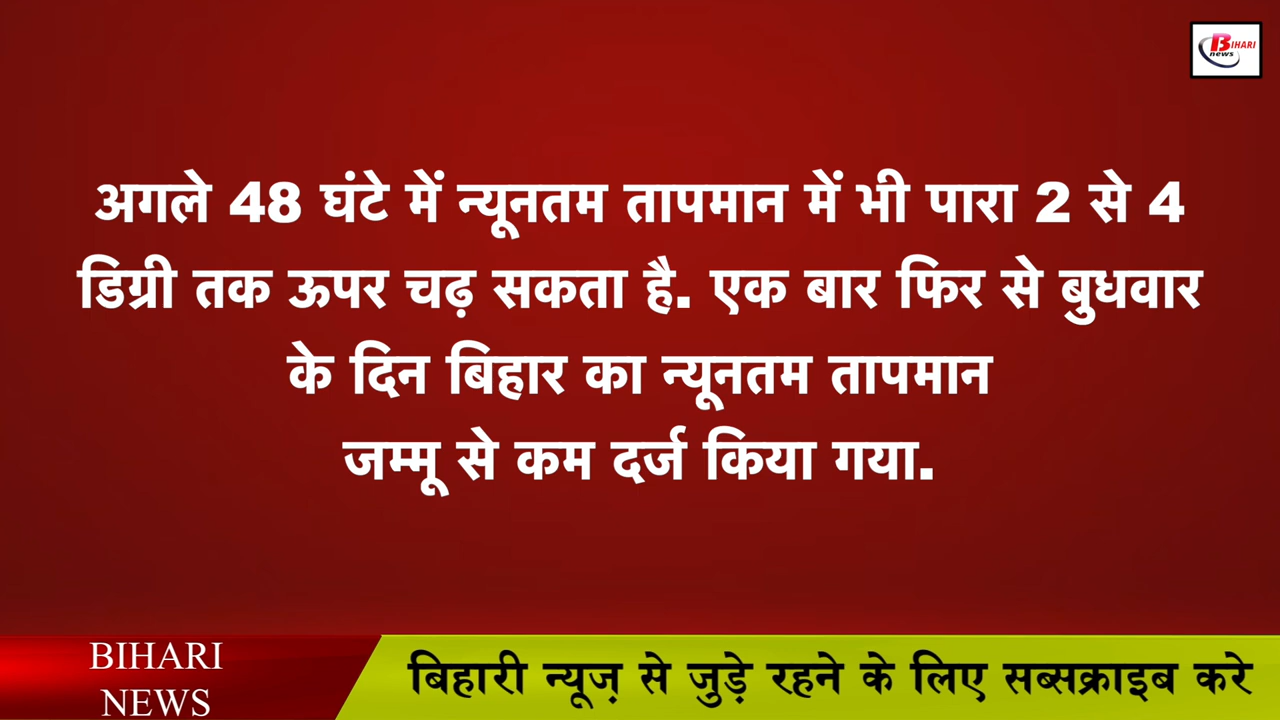 BIHARI
news
अगले 48 घंटे में न्यूनतम तापमान में भी पारा 2 से 4
डिग्री तक ऊपर चढ़ सकता है. एक बार फिर से बुधवार
के दिन बिहार का न्यूनतम तापमान
जम्मू से कम दर्ज किया गया.
BIHARI
NEWS
बिहारी न्यूज़ से जुड़े रहने के लिए सब्सक्राइब करे